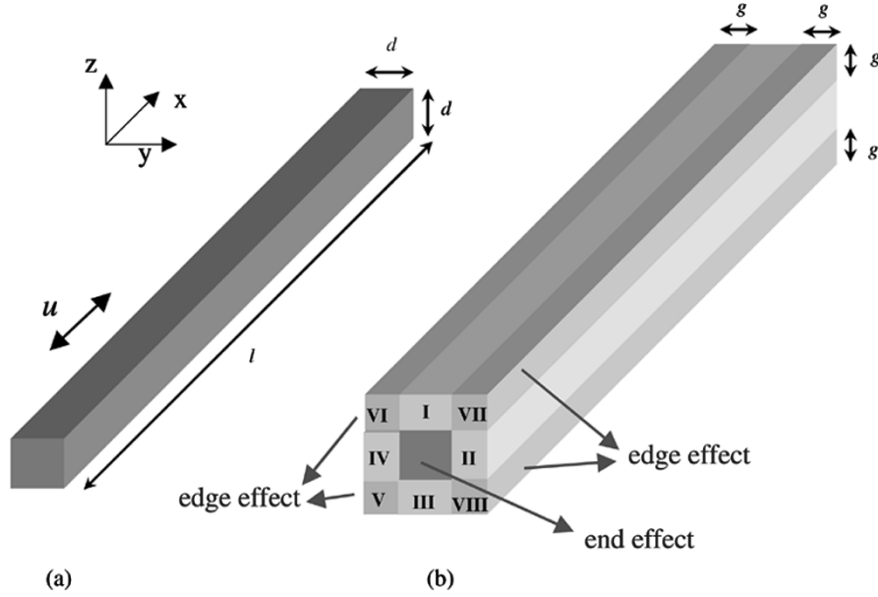 g g
d
z
x
g
d
y
g
u
l
VI I VII
IV II
edge effect
V III VIII
edge effect
end effect
(a) (b)